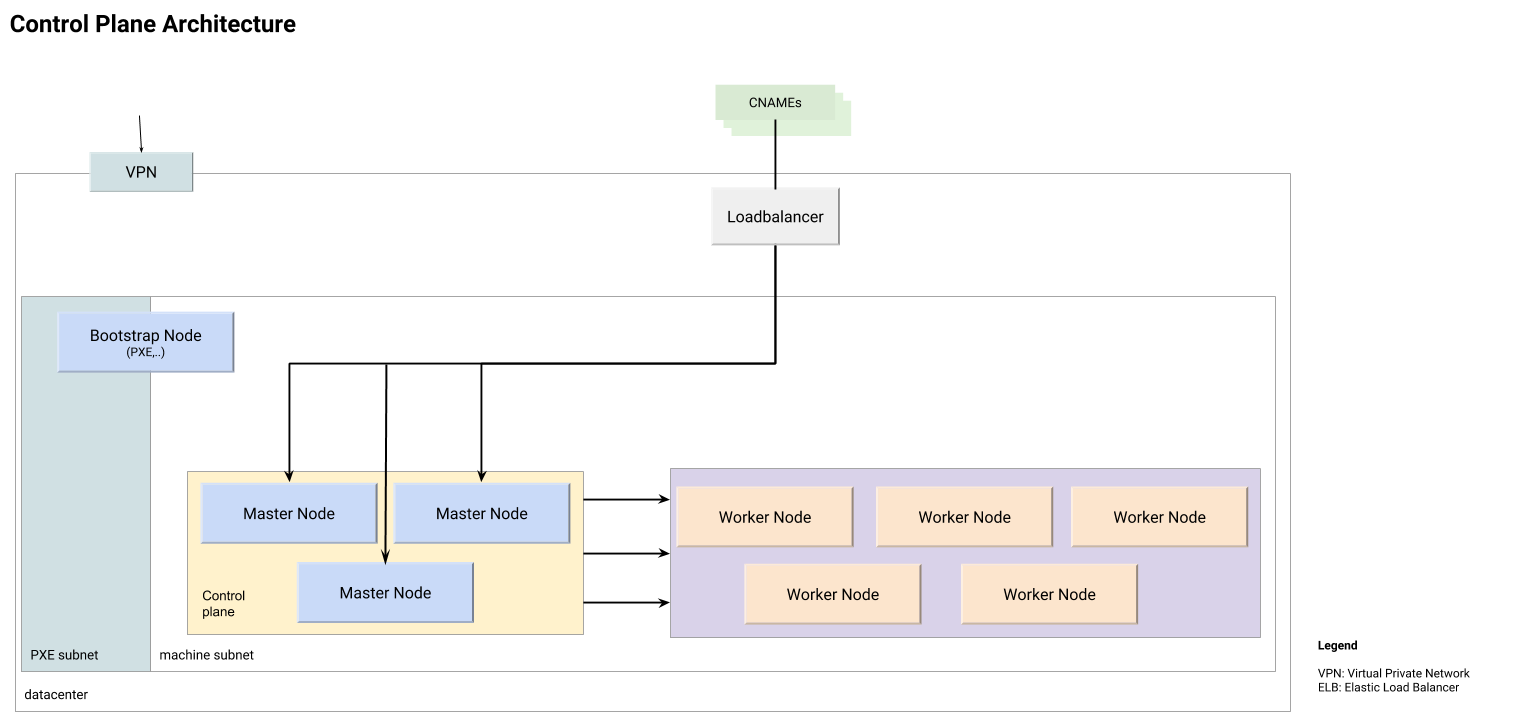 Control Plane Architecture
CNAMEs
VPN
Loadbalancer
Bootstrap Node
(PXE,..)
Master Node
Master Node
Worker Node
Worker Node
Worker Node
Master Node
Worker Node
Worker Node
Control
plane
PXE subnet
machine subnet
datacenter
Legend
VPN: Virtual Private Network
ELB: Elastic Load Balancer